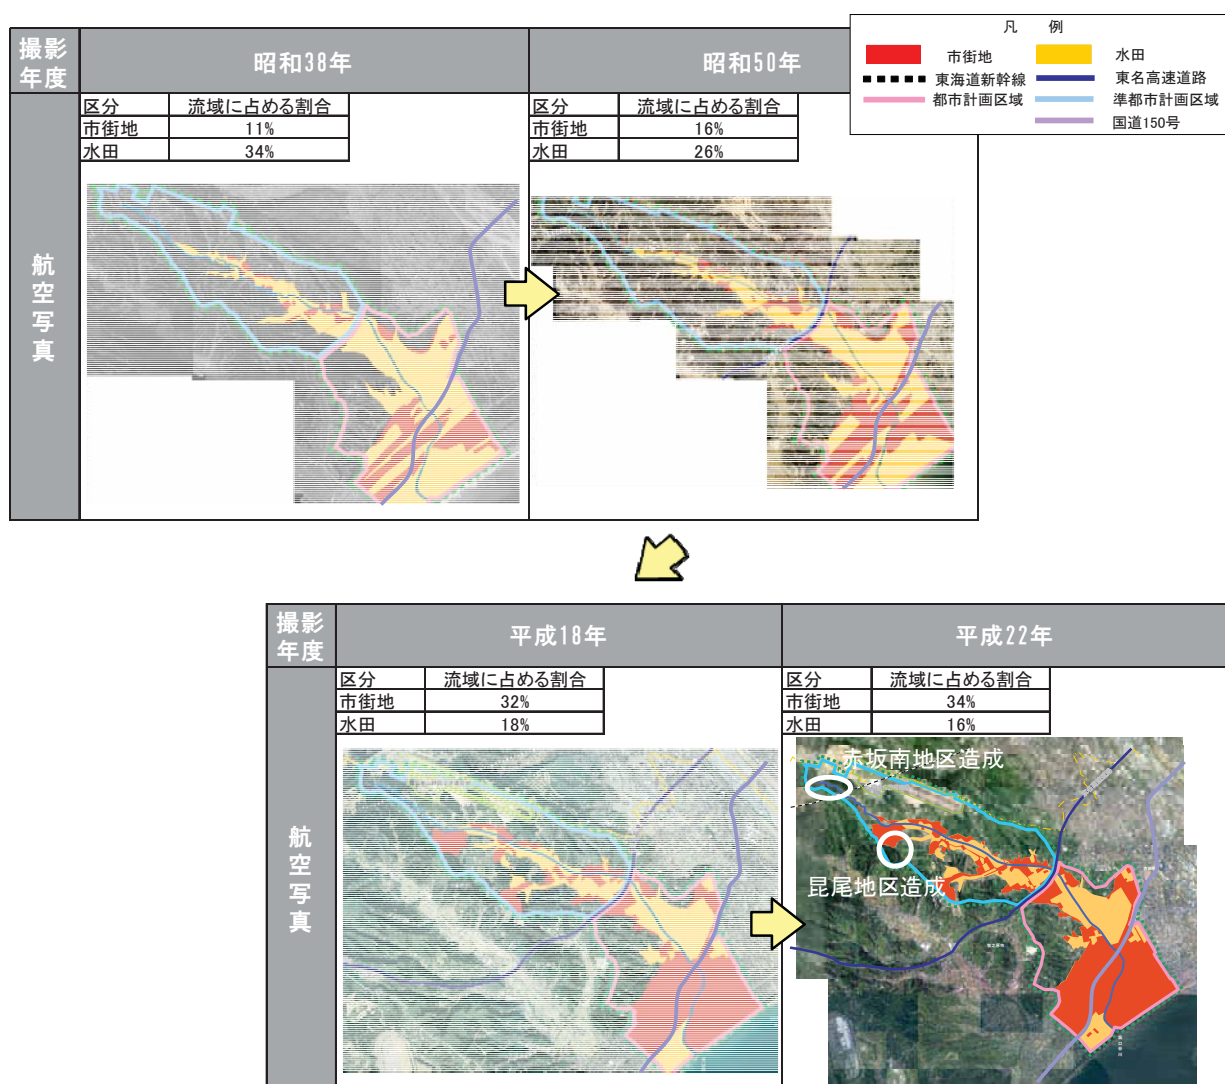 凡 例
市街地
水田
東海道新幹線
東名高速道路
都市計画区域
準都市計画区域
国道150号
撮影
年度
昭和38年
昭和50年
航空写真
区分 流域に占める割合
市街地 11%
水田 34%
区分 流域に占める割合
市街地 16%
水田 26%
撮影
年度
平成18年
平成22年
航空写真
区分 流域に占める割合
市街地 32%
水田 18%
区分 流域に占める割合
市街地 34%
水田 16%
赤坂南地区造成
昆尾地区造成